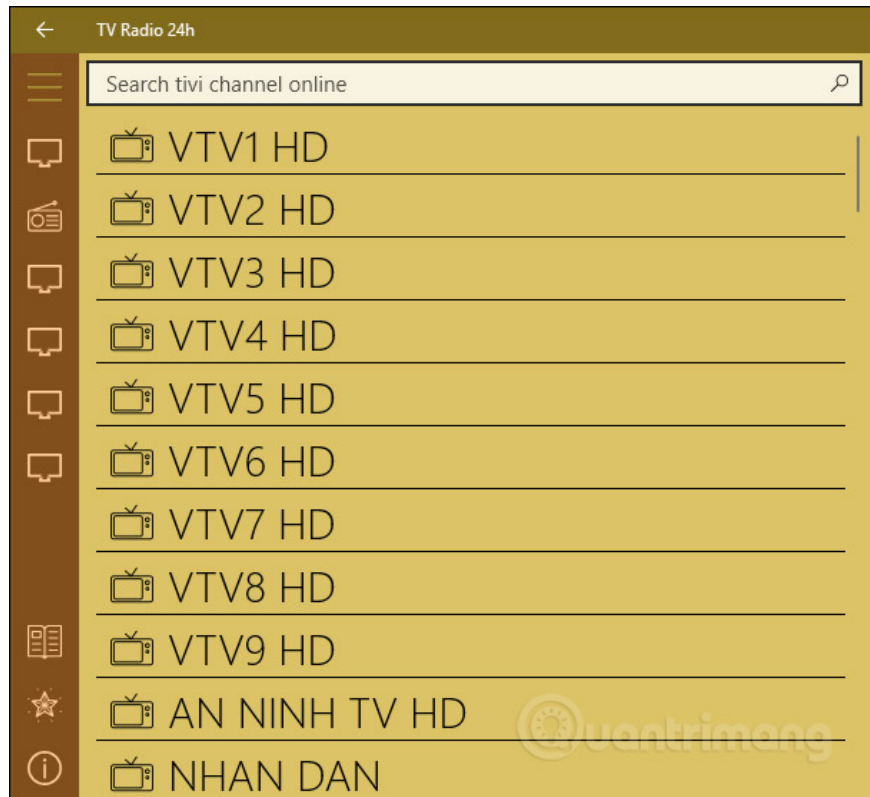 TV Radio 24h
Search tivi channel online
VTV1 HD
VTV2 HD
VTV3 HD
VTV4 HD
VTV5 HD
VTV6 HD
VTV7 HD
VTV8 HD
VTV9 HD
AN NINH TV HD
NHAN DAN
Quantrimang